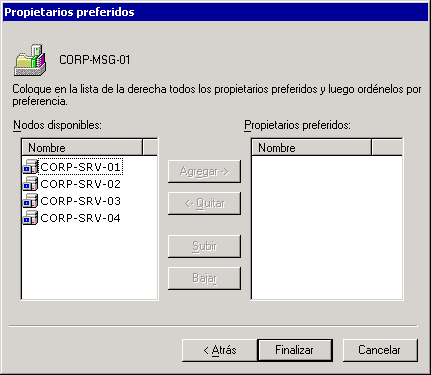 Propietarios preferidos
CORP-MSG-01
Coloque en la lista de la derecha todos los propietarios preferidos y luego ordénelos por
preferencia.
Nodos disponibles:
Propietarios preferidos:
Nombre
Nombre
CORP-SRV-01
CORP-SRV-02
CORP-SRV-03
CORP-SRV-04
Agregar ->
<- Quitar
Subir
Bajar
< Atrás
Finalizar
Cancelar